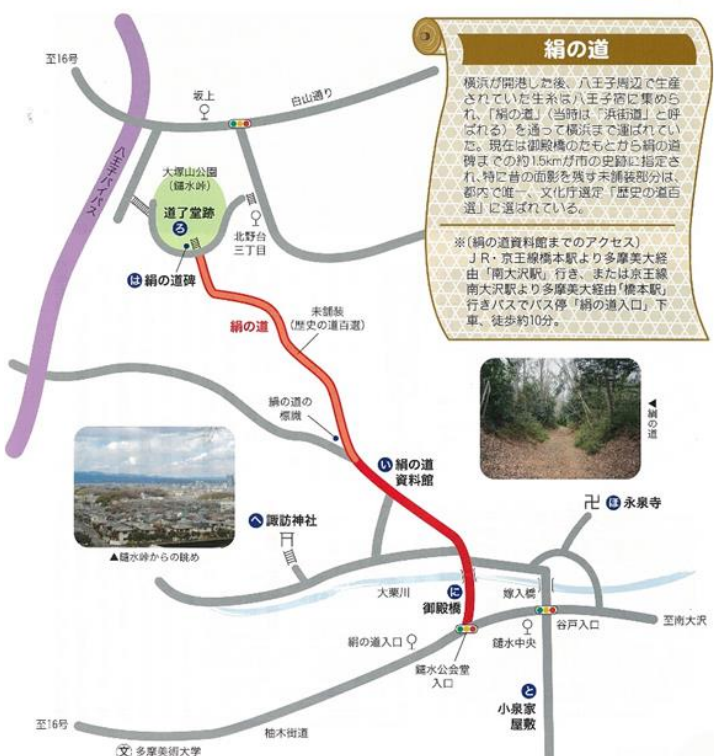 絹の道
横浜が開港した後、八王子周辺で生産
されていた生糸は八王子宿に集めら
れ、「絹の道」（当時は「浜街道」と呼
ばれる）を通って横浜まで運ばれてい
た。現在は御殿橋のたもとから絹の道
碑までの約1.5kmが市の史跡に指定さ
れ、特に昔の面影を残す未舗装部分は、
都内で唯一、文化庁選定「歴史の道百
選」に選ばれている。
※〔絹の道資料館までのアクセス〕
JR・京王線橋本駅より多摩美大経
由「南大沢駅」行き、または京王線
南大沢駅より多摩美大経由「橋本駅」
行きバスでバス停「絹の道入口」下
車、徒歩約10分。
至16号
坂上
白山通り
八王子バイパス
大塚山公園
（鑓水峠）
道了堂跡
ろ
北野台
三丁目
は 絹の道碑
絹の道
未舗装
（歴史の道百選）
絹の道の
標識
▲絹の道
い 絹の道
資料館
▲鑓水峠からの眺め
へ 諏訪神社
卍 ほ 永泉寺
大栗川
に
御殿橋
嫁入橋
絹の道入口
鑓水中央
谷戸入口
至南大沢
鑓水公会堂
入口
と
小泉家
屋敷
至16号
柚木街道
文 多摩美術大学